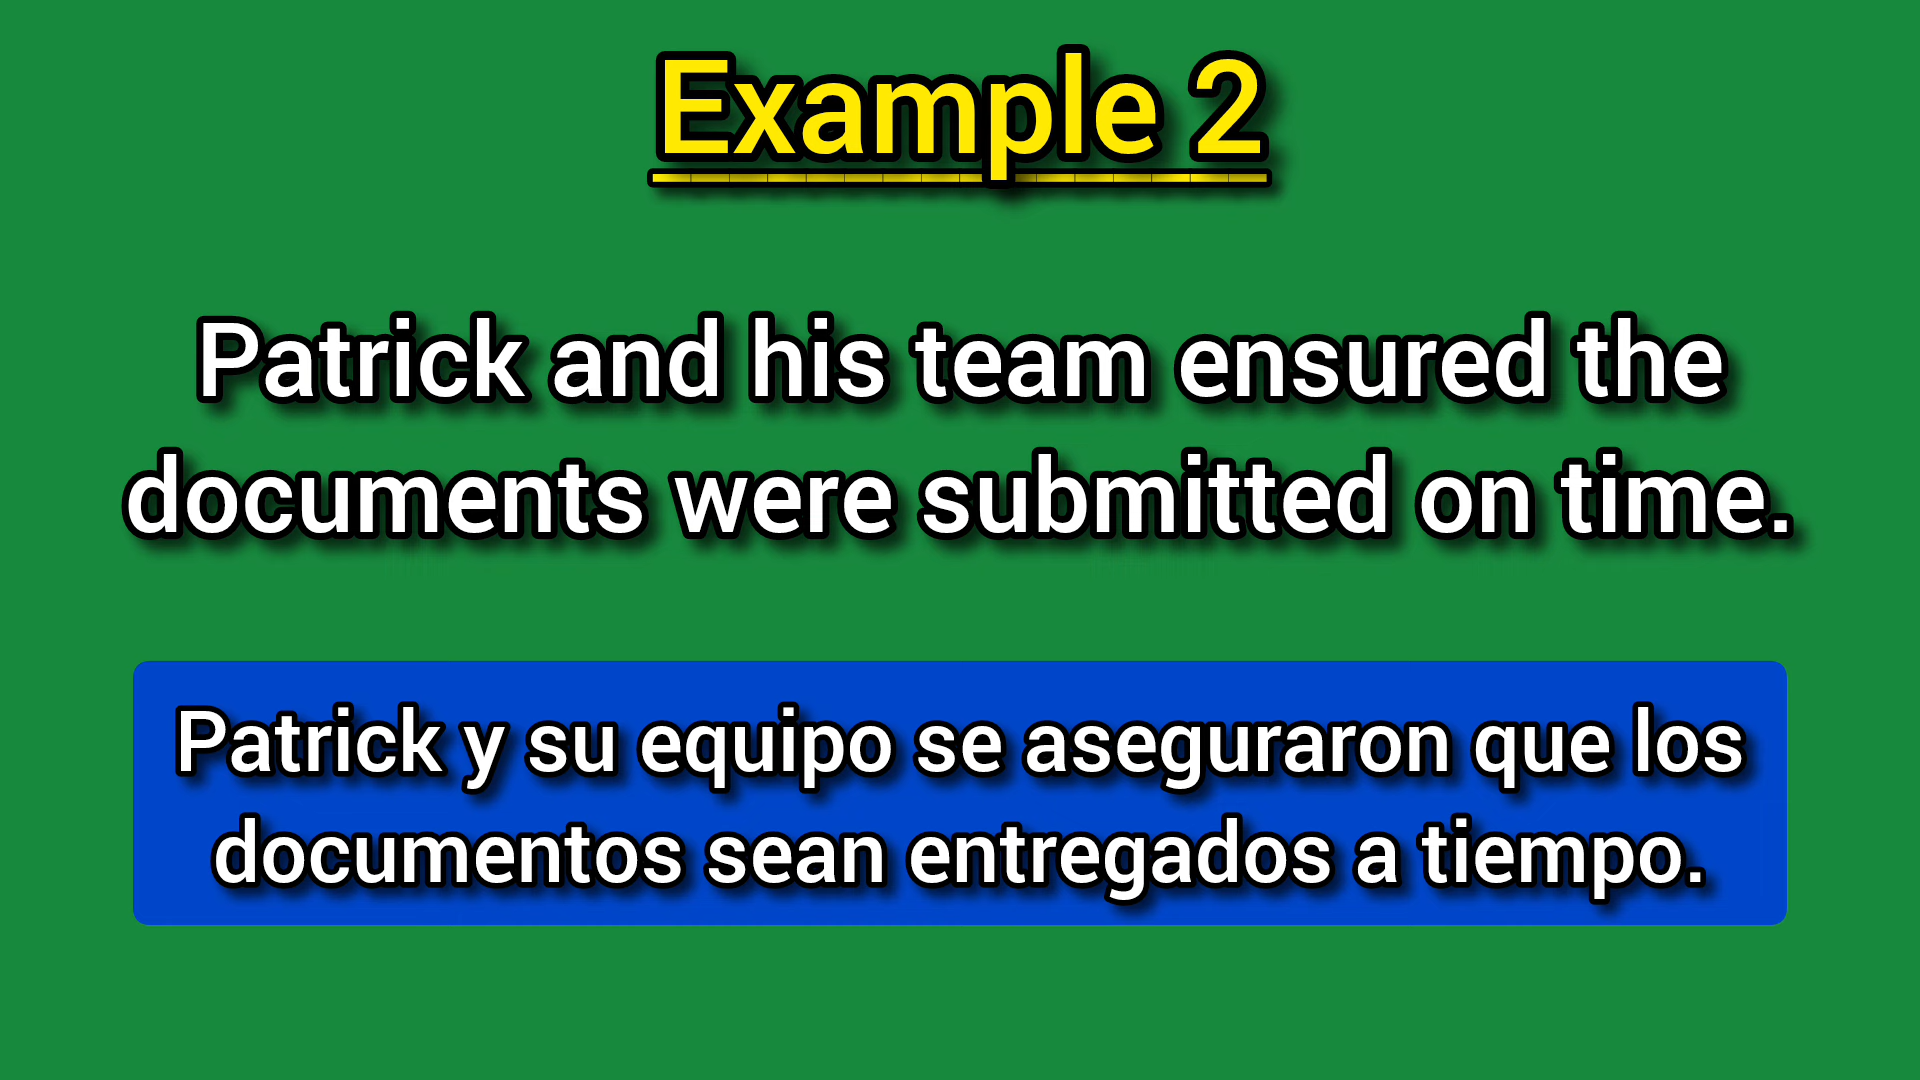 Example 2
Patrick and his team ensured the
documents were submitted on time.
Patrick y su equipo se aseguraron que los
documentos sean entregados a tiempo.